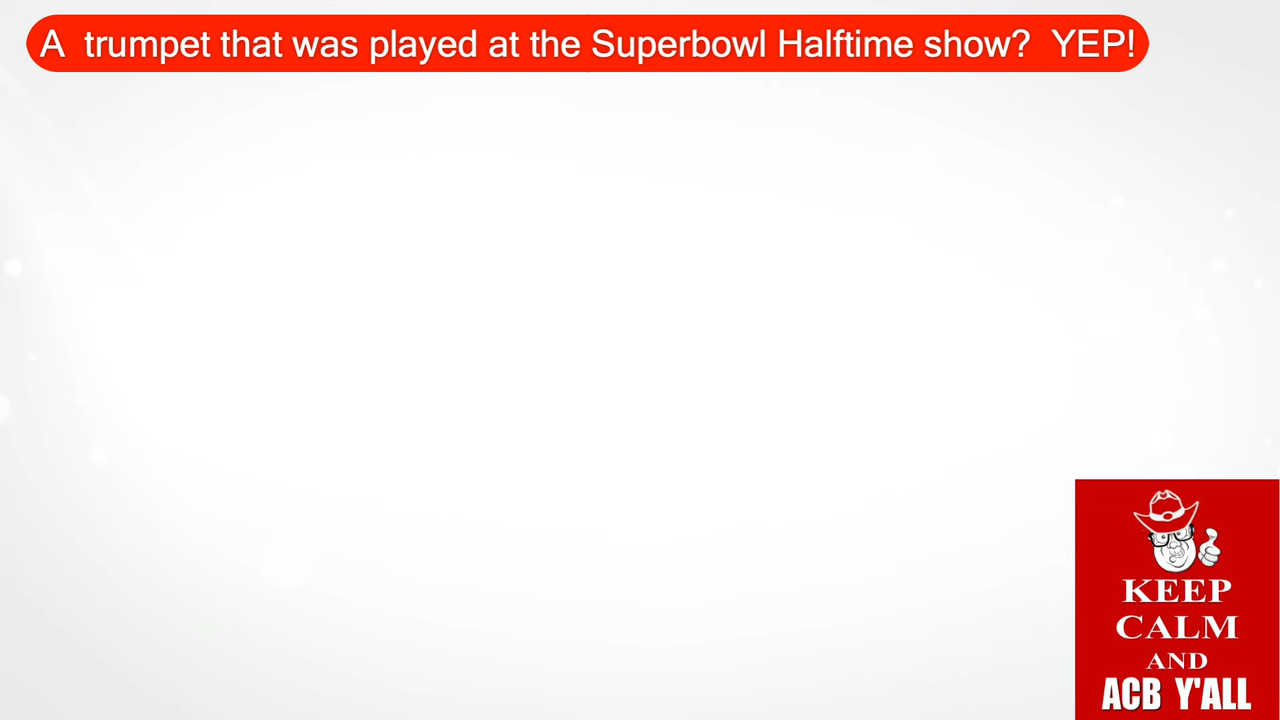 A trumpet that was played at the Superbowl Halftime show? YEP!
KEEP
CALM
AND
ACB Y'ALL